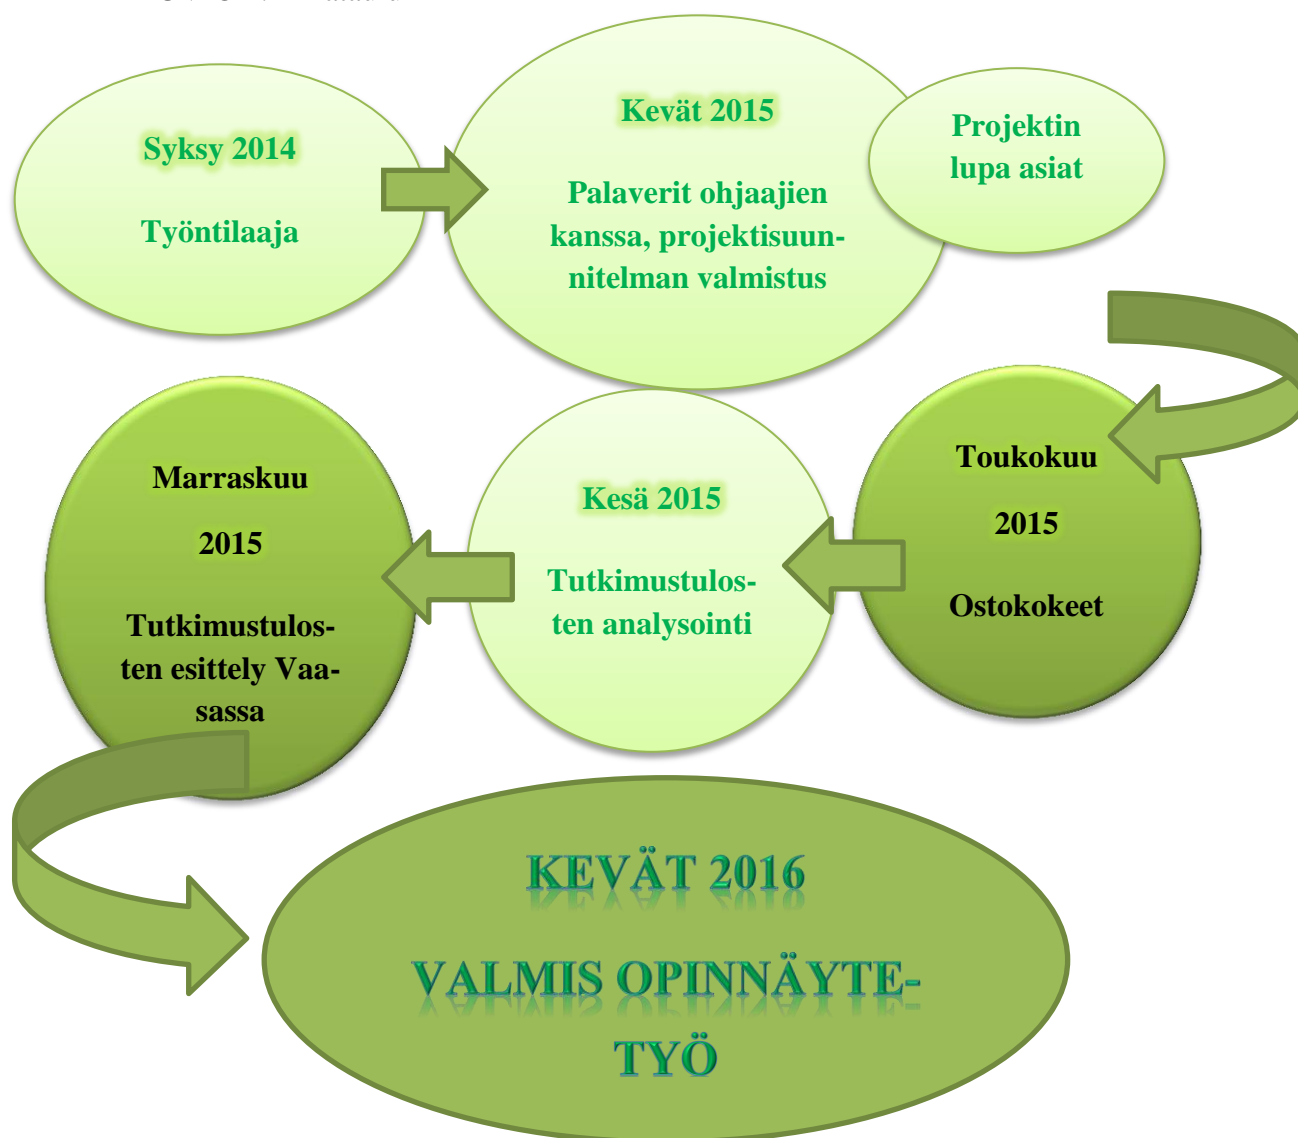 Syksy 2014
Työntilaaja
Kevät 2015
Palaverit ohjaajien
kanssa, projektisuun-
nitelman valmistus
Projektin
lupa asiat
Toukokuu
2015
Ostokokeet
Kesä 2015
Tutkimustulos-
ten analysointi
Marraskuu
2015
Tutkimustulos-
ten esittely Vaa-
sassa
KEVÄT 2016
VALMIS OPINNÄYTE-
TYÖ